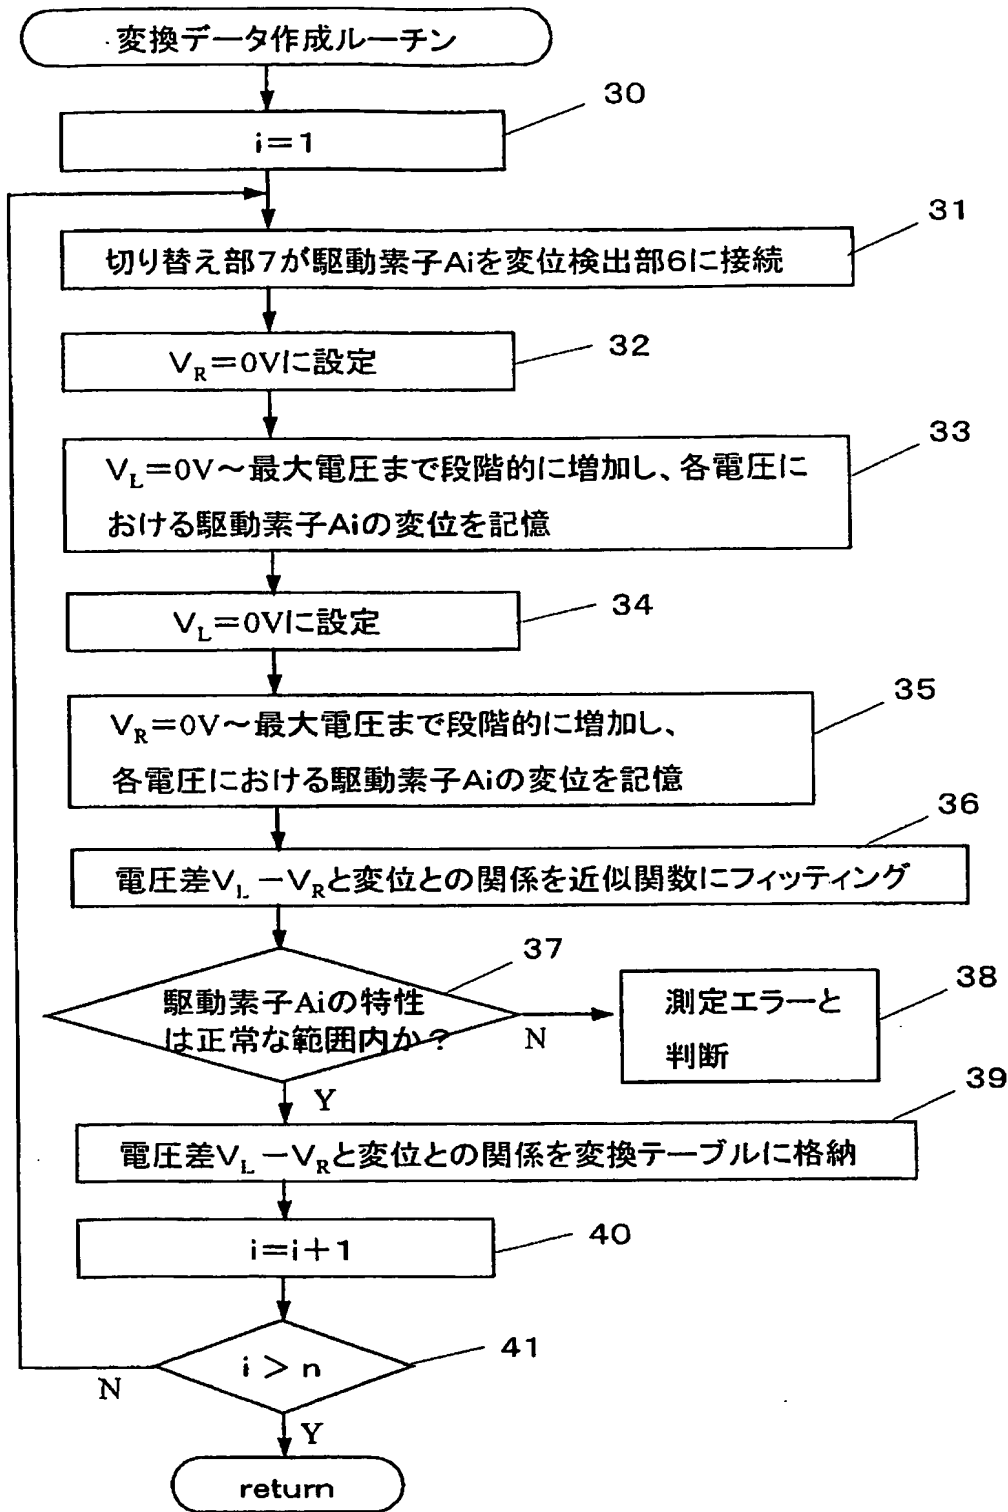 変換データ作成ルーチン
30
i=1
31
切り替え部7が駆動素子Aiを変位検出部6に接続
32
VR=0Vに設定
33
VL=0V~最大電圧まで段階的に増加し、各電圧に
おける駆動素子Aiの変位を記憶
34
VL=0Vに設定
35
VR=0V~最大電圧まで段階的に増加し、
各電圧における駆動素子Aiの変位を記憶
36
電圧差VL-VRと変位との関係を近似関数にフィッティング
37
駆動素子Aiの特性
は正常な範囲内か?
N
38
測定エラーと
判断
Y
39
電圧差VL-VRと変位との関係を変換テーブルに格納
40
i=i+1
41
i>n
N
Y
return